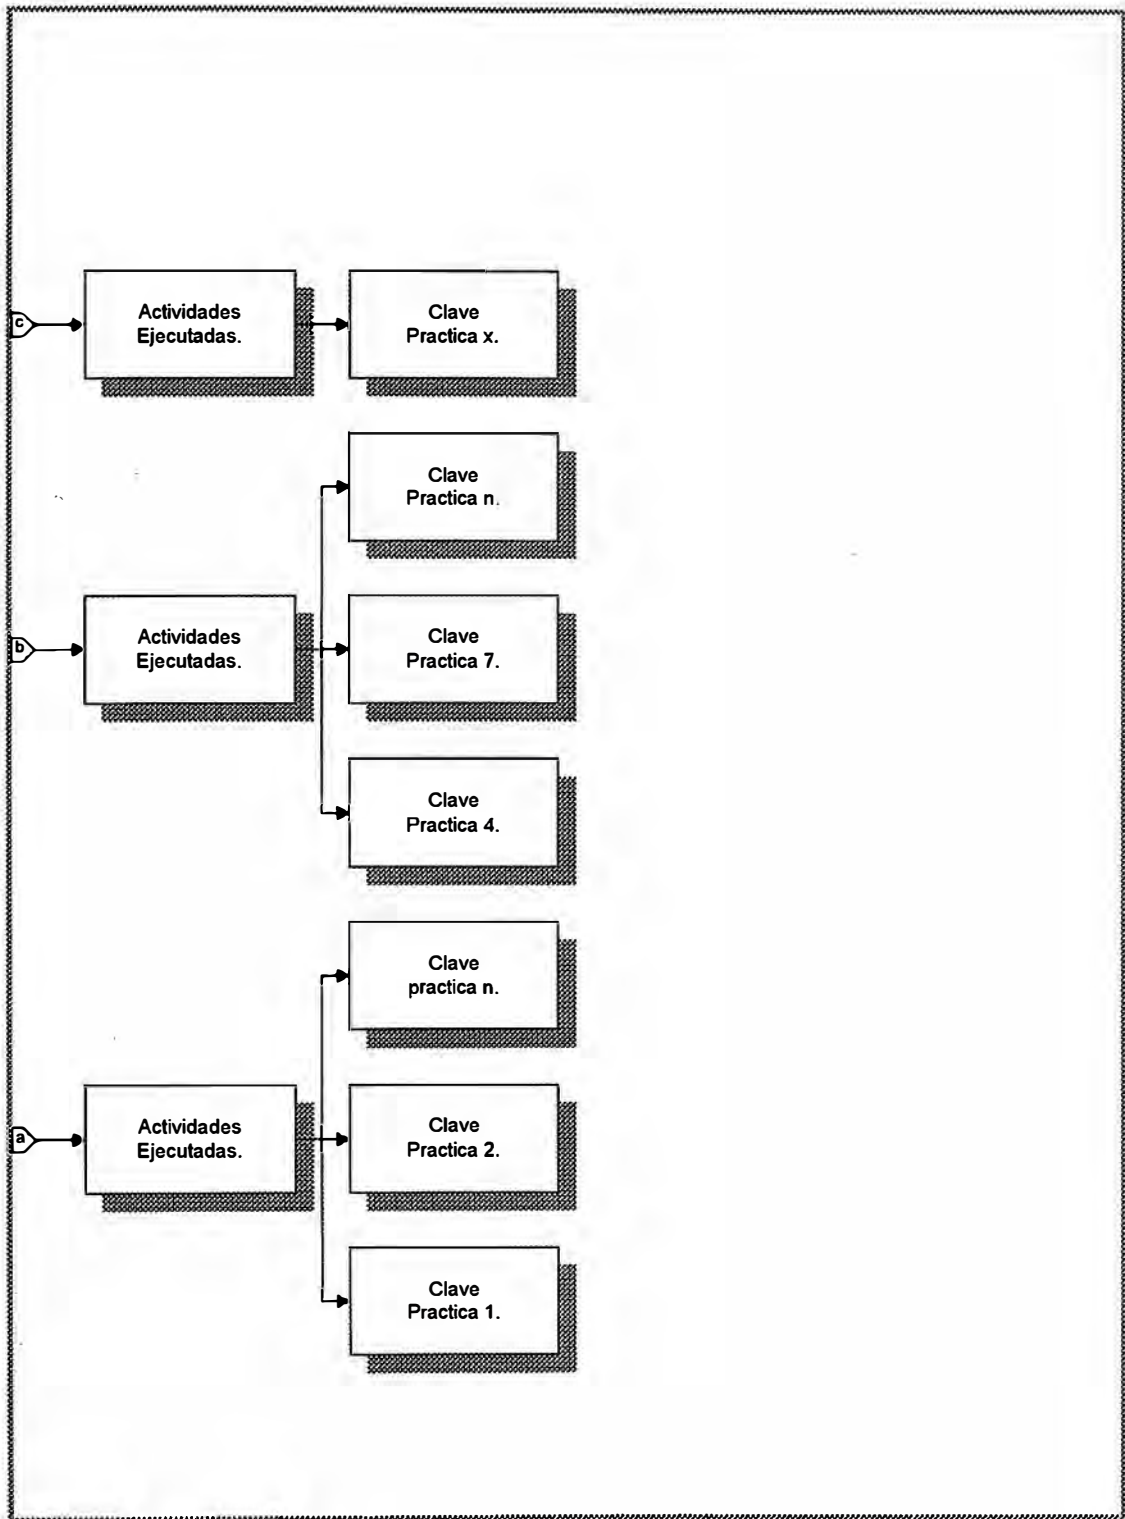 c
Actividades
Ejecutadas.
Clave
Practica x.
Clave
Practica n.
b
Actividades
Ejecutadas.
Clave
Practica 7.
Clave
Practica 4.
Clave
practica n.
a
Actividades
Ejecutadas.
Clave
Practica 2.
Clave
Practica 1.